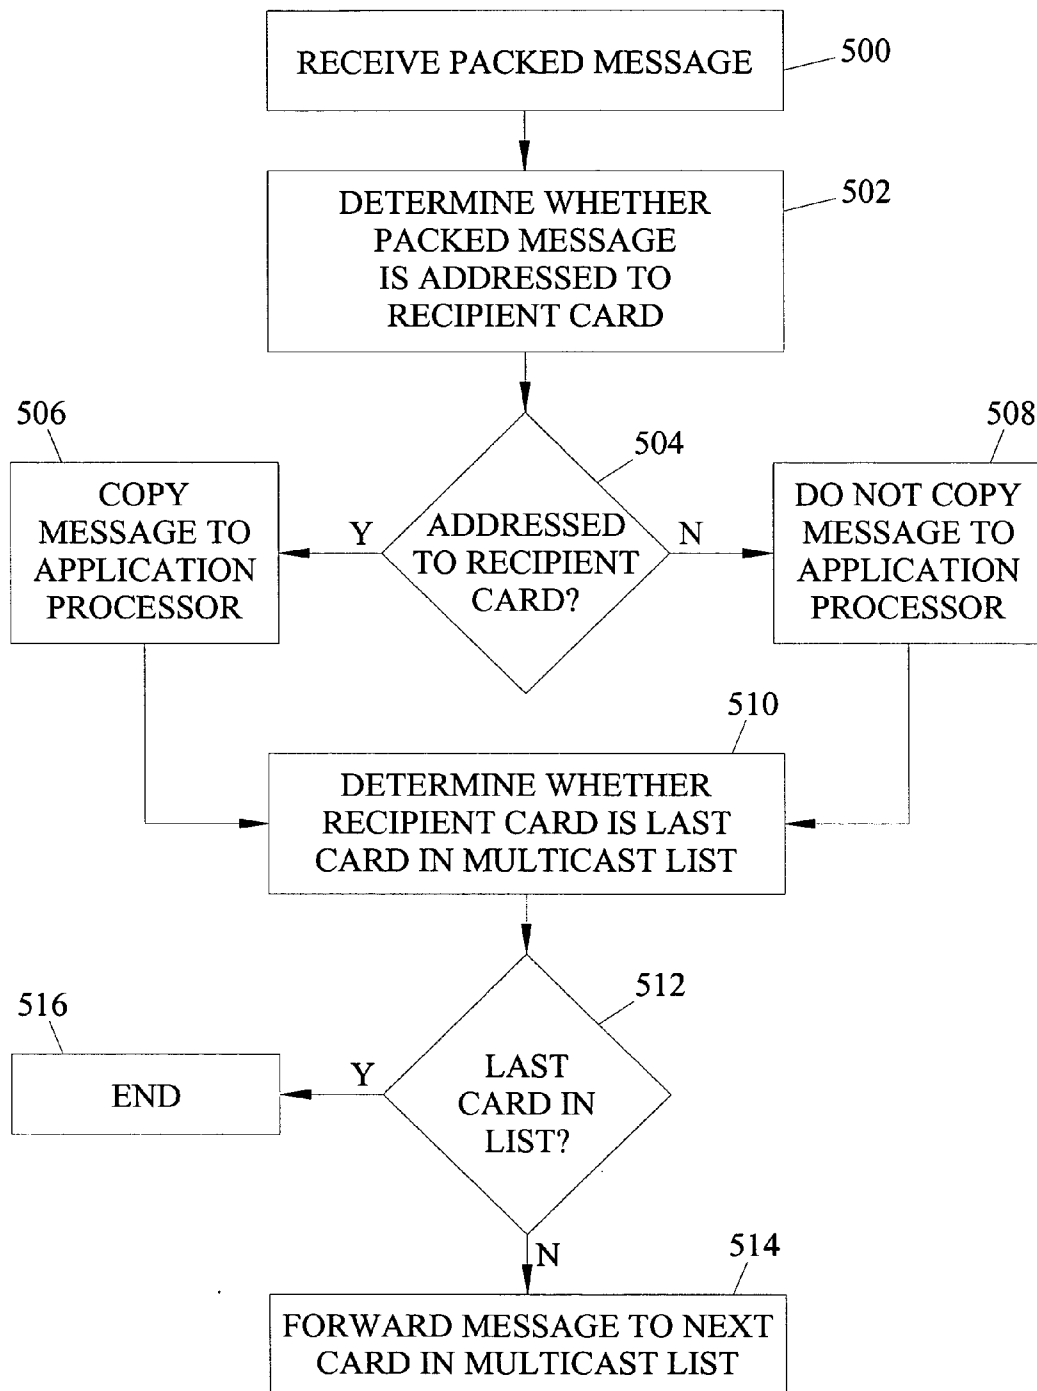 RECEIVE PACKED MESSAGE
500
DETERMINE WHETHER
PACKED MESSAGE
IS ADDRESSED TO
RECIPIENT CARD
502
506
COPY
MESSAGE TO
APPLICATION
PROCESSOR
Y
504
ADDRESSED
TO RECIPIENT
CARD?
N
508
DO NOT COPY
MESSAGE TO
APPLICATION
PROCESSOR
510
DETERMINE WHETHER
RECIPIENT CARD IS LAST
CARD IN MULTICAST LIST
512
LAST
CARD IN
LIST?
Y
516
END
N
514
FORWARD MESSAGE TO NEXT
CARD IN MULTICAST LIST